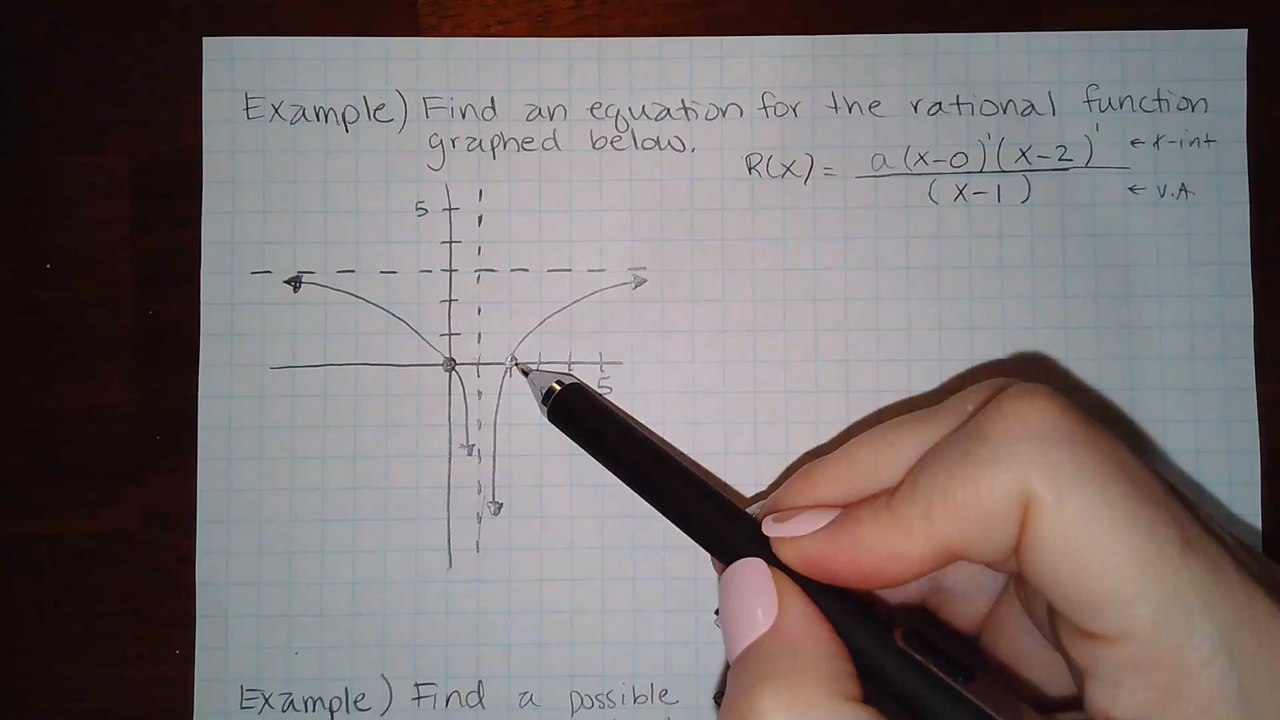 Example) Find an equation for the rational function
graphed below.
R(x) = a(x-0)¹(x-2)¹ ← x-int
(x-1) ← V.A
5
5
Example) Find a possible